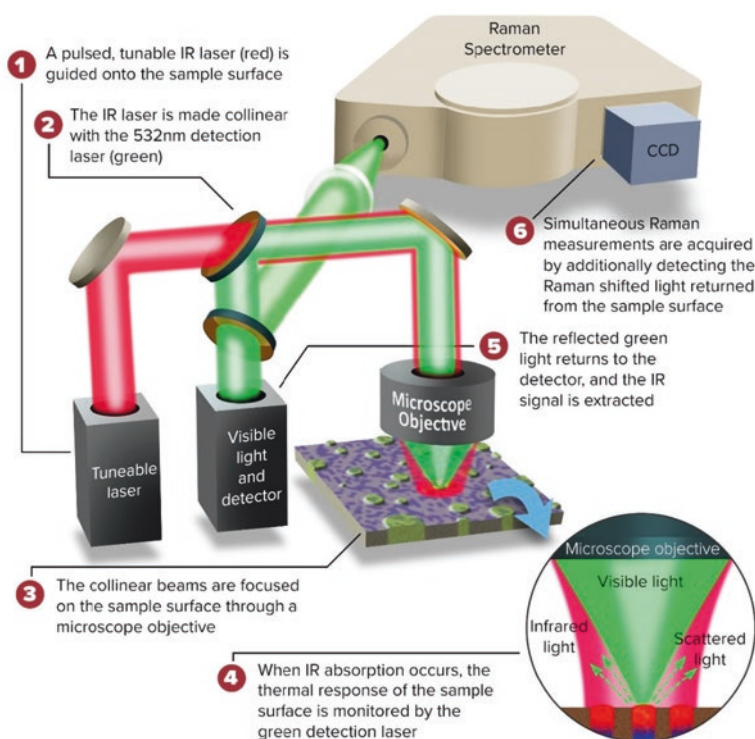 1
A pulsed, tunable IR laser (red) is
guided onto the sample surface
2
The IR laser is made collinear
with the 532nm detection
laser (green)
Raman
Spectrometer
CCD
6
Simultaneous Raman
measurements are acquired
by additionally detecting the
Raman shifted light returned
from the sample surface
5
The reflected green
light returns to the
detector, and the IR
signal is extracted
Microscope
Objective
Tuneable
laser
Visible
light
and
detector
3
The collinear beams are focused
on the sample surface through a
microscope objective
4
When IR absorption occurs, the
thermal response of the sample
surface is monitored by the
green detection laser
Microscope objective
Visible light
Infrared
light
Scattered
light